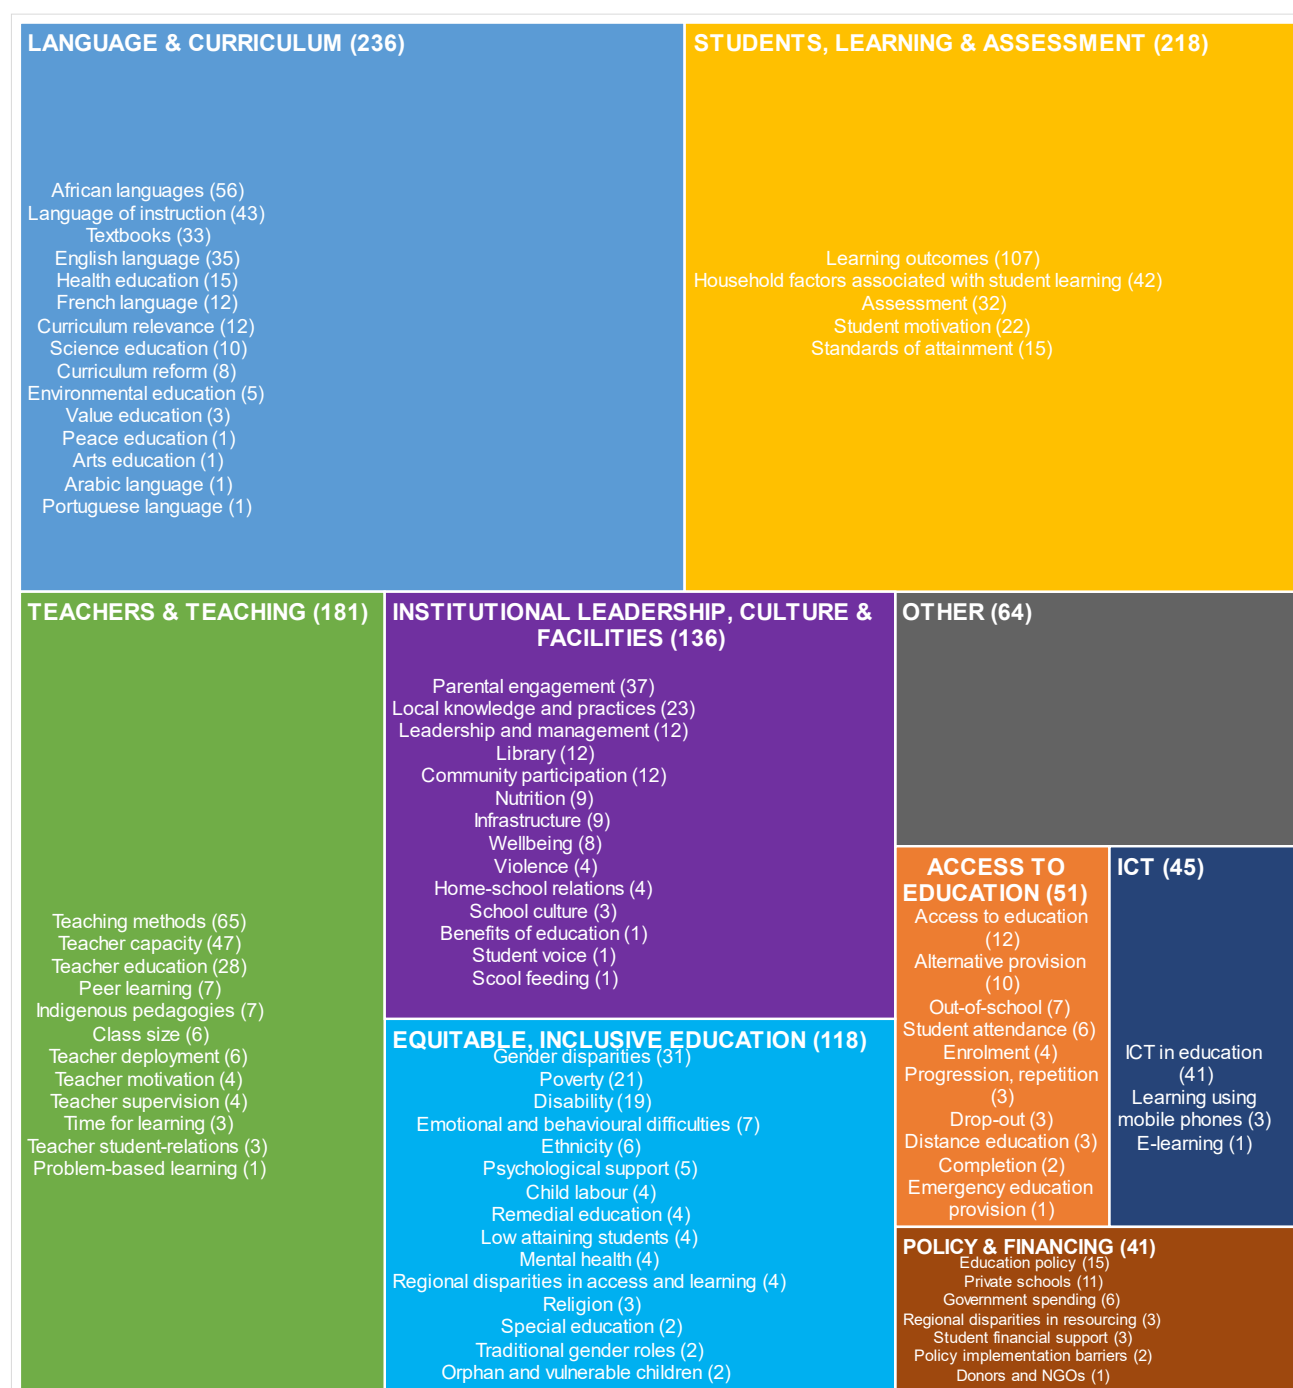 LANGUAGE & CURRICULUM (236)
African languages (56)
Language of instruction (43)
Textbooks (33)
English language (35)
Health education (15)
French language (12)
Curriculum relevance (12)
Science education (10)
Curriculum reform (8)
Environmental education (5)
Value education (3)
Peace education (1)
Arts education (1)
Arabic language (1)
Portuguese language (1)
STUDENTS, LEARNING & ASSESSMENT (218)
Learning outcomes (107)
Household factors associated with student learning (42)
Assessment (32)
Student motivation (22)
Standards of attainment (15)
TEACHERS & TEACHING (181)
Teaching methods (65)
Teacher capacity (47)
Teacher education (28)
Peer learning (7)
Indigenous pedagogies (7)
Class size (6)
Teacher deployment (6)
Teacher motivation (4)
Teacher supervision (4)
Time for learning (3)
Teacher student-relations (3)
Problem-based learning (1)
INSTITUTIONAL LEADERSHIP, CULTURE &
FACILITIES (136)
Parental engagement (37)
Local knowledge and practices (23)
Leadership and management (12)
Library (12)
Community participation (12)
Nutrition (9)
Infrastructure (9)
Wellbeing (8)
Violence (4)
Home-school relations (4)
School culture (3)
Benefits of education (1)
Student voice (1)
Scool feeding (1)
EQUITABLE, INCLUSIVE EDUCATION (118)
Gender disparities (31)
Poverty (21)
Disability (19)
Emotional and behavioural difficulties (7)
Ethnicity (6)
Psychological support (5)
Child labour (4)
Remedial education (4)
Low attaining students (4)
Mental health (4)
Regional disparities in access and learning (4)
Religion (3)
Special education (2)
Traditional gender roles (2)
Orphan and vulnerable children (2)
OTHER (64)
ACCESS TO
EDUCATION (51)
Access to education
(12)
Alternative provision
(10)
Out-of-school (7)
Student attendance (6)
Enrolment (4)
Progression, repetition
(3)
Drop-out (3)
Distance education (3)
Completion (2)
Emergency education
provision (1)
ICT (45)
ICT in education
(41)
Learning using
mobile phones (3)
E-learning (1)
POLICY & FINANCING (41)
Education policy (15)
Private schools (11)
Government spending (6)
Regional disparities in resourcing (3)
Student financial support (3)
Policy implementation barriers (2)
Donors and NGOs (1)